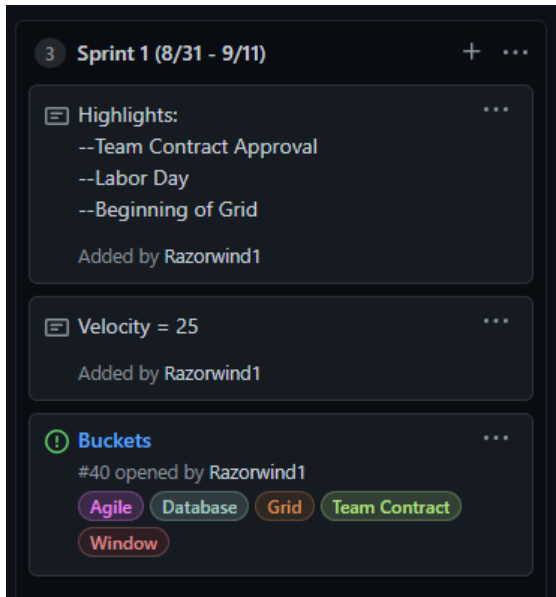 3 Sprint 1 (8/31 - 9/11)
Highlights:
--Team Contract Approval
--Labor Day
--Beginning of Grid
Added by Razorwind1
Velocity = 25
Added by Razorwind1
Buckets
#40 opened by Razorwind1
Agile Database Grid Team Contract
Window